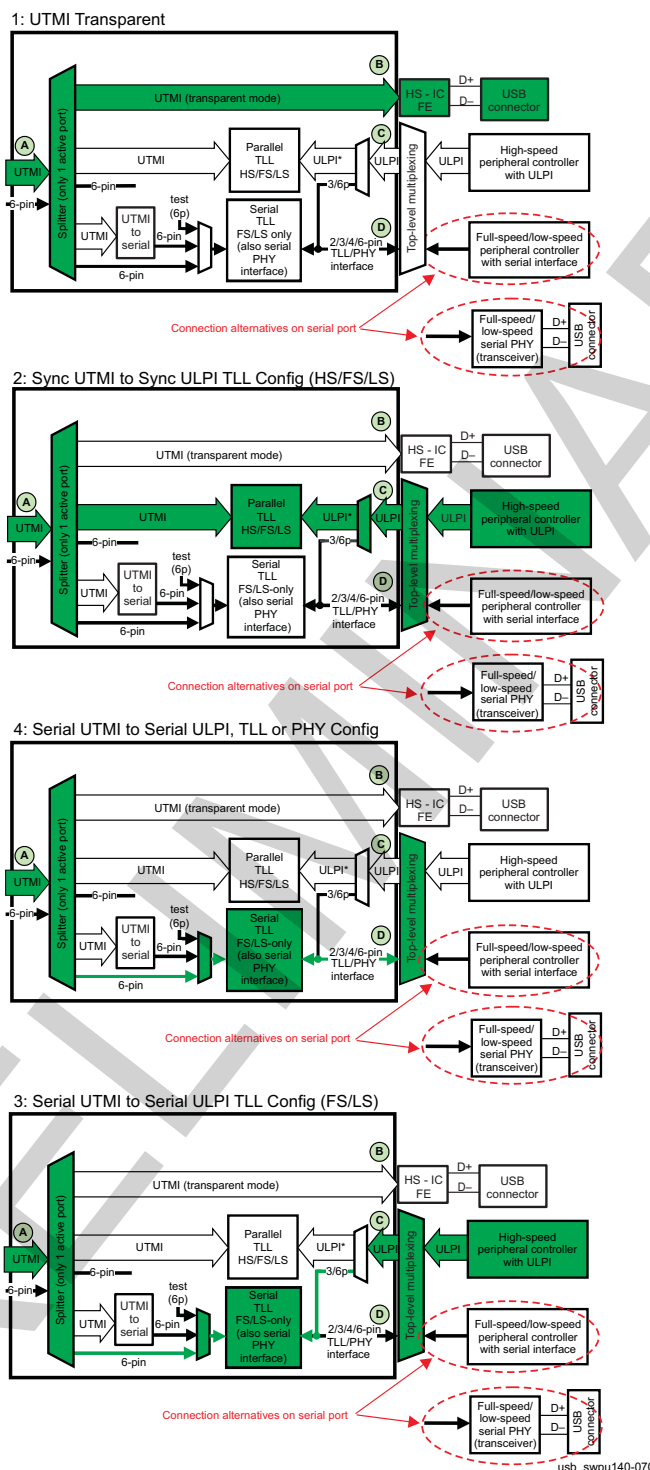 1: UTMI Transparent
B
UTMI (transparent mode)
HS - IC
FE
D+
D–
USB
connector
A
UTMI
6-pin
Splitter (only 1 active port)
UTMI
6-pin
Parallel
TLL
HS/FS/LS
ULPI*
3/6p
C
ULPI
Top-level multiplexing
ULPI
High-speed
peripheral controller
with ULPI
UTMI
UTMI
to
serial
test
(6p)
6-pin
6-pin
Serial
TLL
FS/LS only
(also serial
PHY
interface)
D
2/3/4/6-pin
TLL/PHY
interface
Full-speed/low-speed
peripheral controller
with serial interface
Connection alternatives on serial port
Full-speed/
low-speed
serial PHY
(transceiver)
D+
D–
USB
connector
2: Sync UTMI to Sync ULPI TLL Config (HS/FS/LS)
B
UTMI (transparent mode)
HS - IC
FE
D+
D–
USB
connector
A
UTMI
6-pin
Splitter (only 1 active port)
UTMI
6-pin
Parallel
TLL
HS/FS/LS
ULPI*
3/6p
C
ULPI
Top-level multiplexing
ULPI
High-speed
peripheral controller
with ULPI
UTMI
UTMI
to
serial
test
(6p)
6-pin
6-pin
Serial
TLL
FS/LS-only
(also serial
PHY
interface)
D
2/3/4/6-pin
TLL/PHY
interface
Full-speed/low-speed
peripheral controller
with serial interface
Connection alternatives on serial port
Full-speed/
low-speed
serial PHY
(transceiver)
D+
D–
USB
connector
4: Serial UTMI to Serial ULPI, TLL or PHY Config
B
UTMI (transparent mode)
HS - IC
FE
D+
D–
USB
connector
A
UTMI
6-pin
Splitter (only 1 active port)
UTMI
6-pin
Parallel
TLL
HS/FS/LS
ULPI*
3/6p
C
ULPI
Top-level multiplexing
ULPI
High-speed
peripheral controller
with ULPI
UTMI
UTMI
to
serial
test
(6p)
6-pin
6-pin
Serial
TLL
FS/LS-only
(also serial
PHY
interface)
D
2/3/4/6-pin
TLL/PHY
interface
Full-speed/low-speed
peripheral controller
with serial interface
Connection alternatives on serial port
Full-speed/
low-speed
serial PHY
(transceiver)
D+
D–
USB
connector
3: Serial UTMI to Serial ULPI TLL Config (FS/LS)
B
UTMI (transparent mode)
HS - IC
FE
D+
D–
USB
connector
A
UTMI
6-pin
Splitter (only 1 active port)
UTMI
6-pin
Parallel
TLL
HS/FS/LS
ULPI*
3/6p
C
ULPI
Top-level multiplexing
ULPI
High-speed
peripheral controller
with ULPI
UTMI
UTMI
to
serial
test
(6p)
6-pin
6-pin
Serial
TLL
FS/LS-only
(also serial
PHY
interface)
D
2/3/4/6-pin
TLL/PHY
interface
Full-speed/low-speed
peripheral controller
with serial interface
Connection alternatives on serial port
Full-speed/
low-speed
serial PHY
(transceiver)
D+
D–
USB
connector
usb_swpu140-070